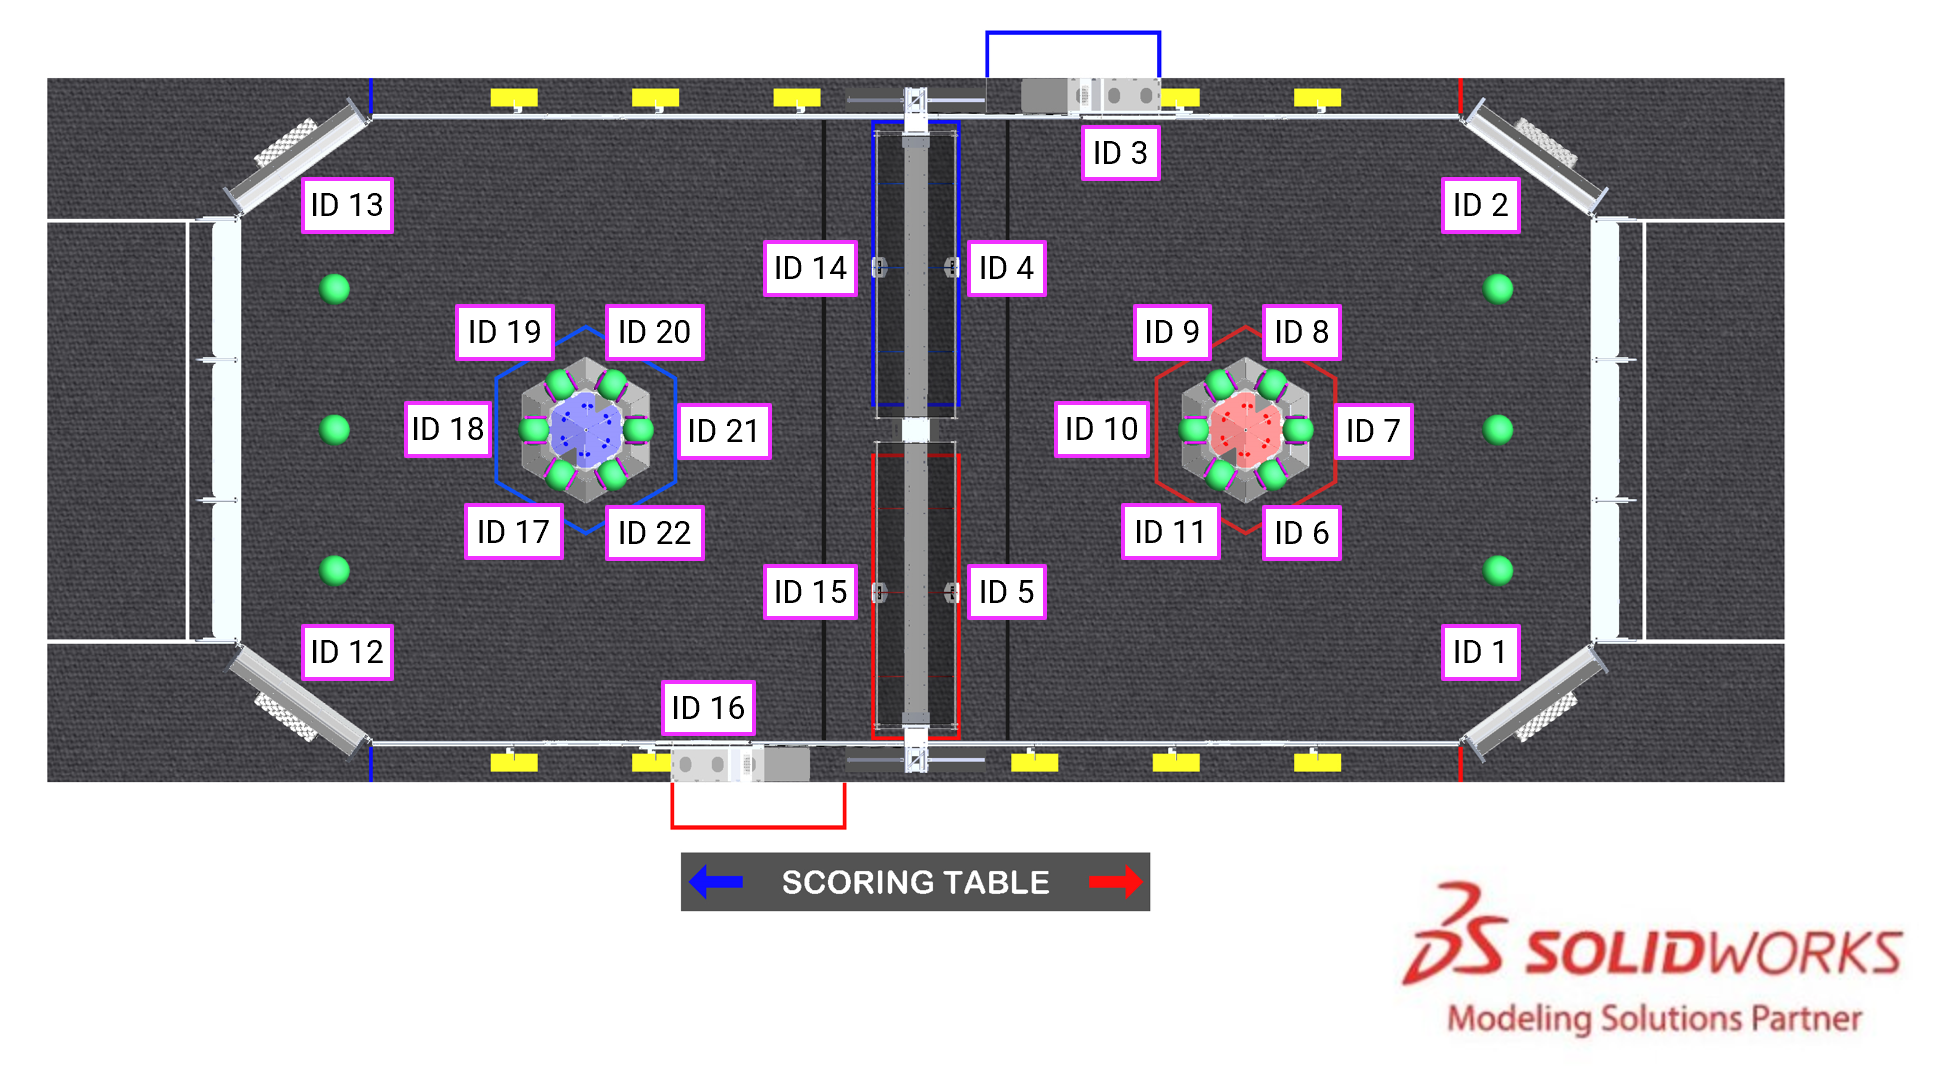 ID 3
ID 13
ID 2
ID 14
ID 4
ID 19
ID 20
ID 9
ID 8
ID 18
ID 21
ID 10
ID 7
ID 17
ID 22
ID 11
ID 6
ID 15
ID 5
ID 12
ID 1
ID 16
SCORING TABLE
SOLIDWORKS
Modeling Solutions Partner